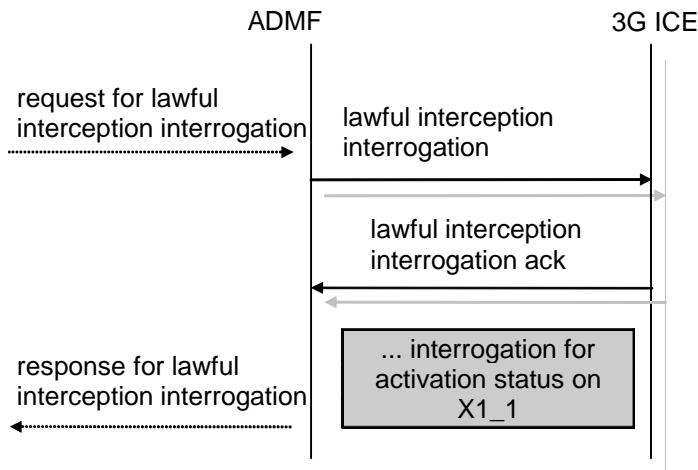 ADMF
3G ICE
request for lawful
interception interrogation
lawful interception
interrogation
lawful interception
interrogation ack
... interrogation for
activation status on
X1_1
response for lawful
interception interrogation